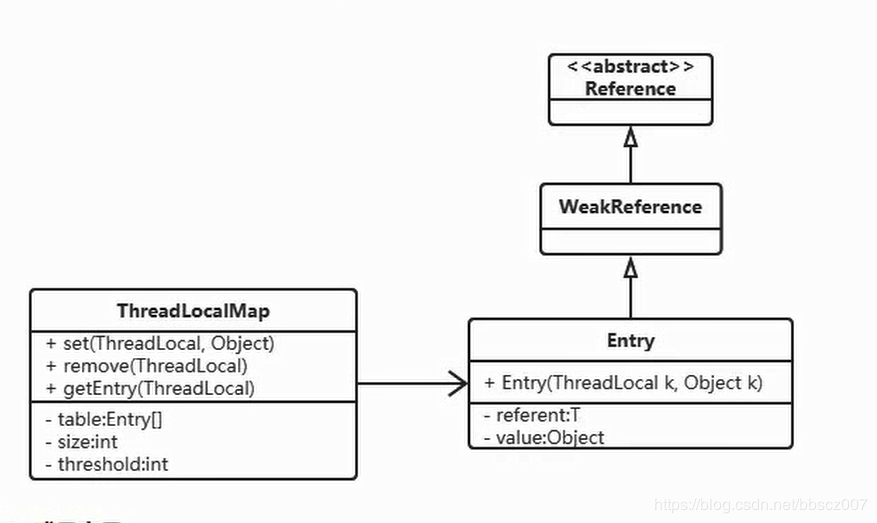 <<abstract>>
Reference
WeakReference
ThreadLocalMap
+ set(ThreadLocal, Object)
+ remove(ThreadLocal)
+ getEntry(ThreadLocal)
- table:Entry[]
- size:int
- threshold:int
Entry
+ Entry(ThreadLocal k, Object k)
- referent:T
- value:Object
https://blog.csdn.net/bbscz007